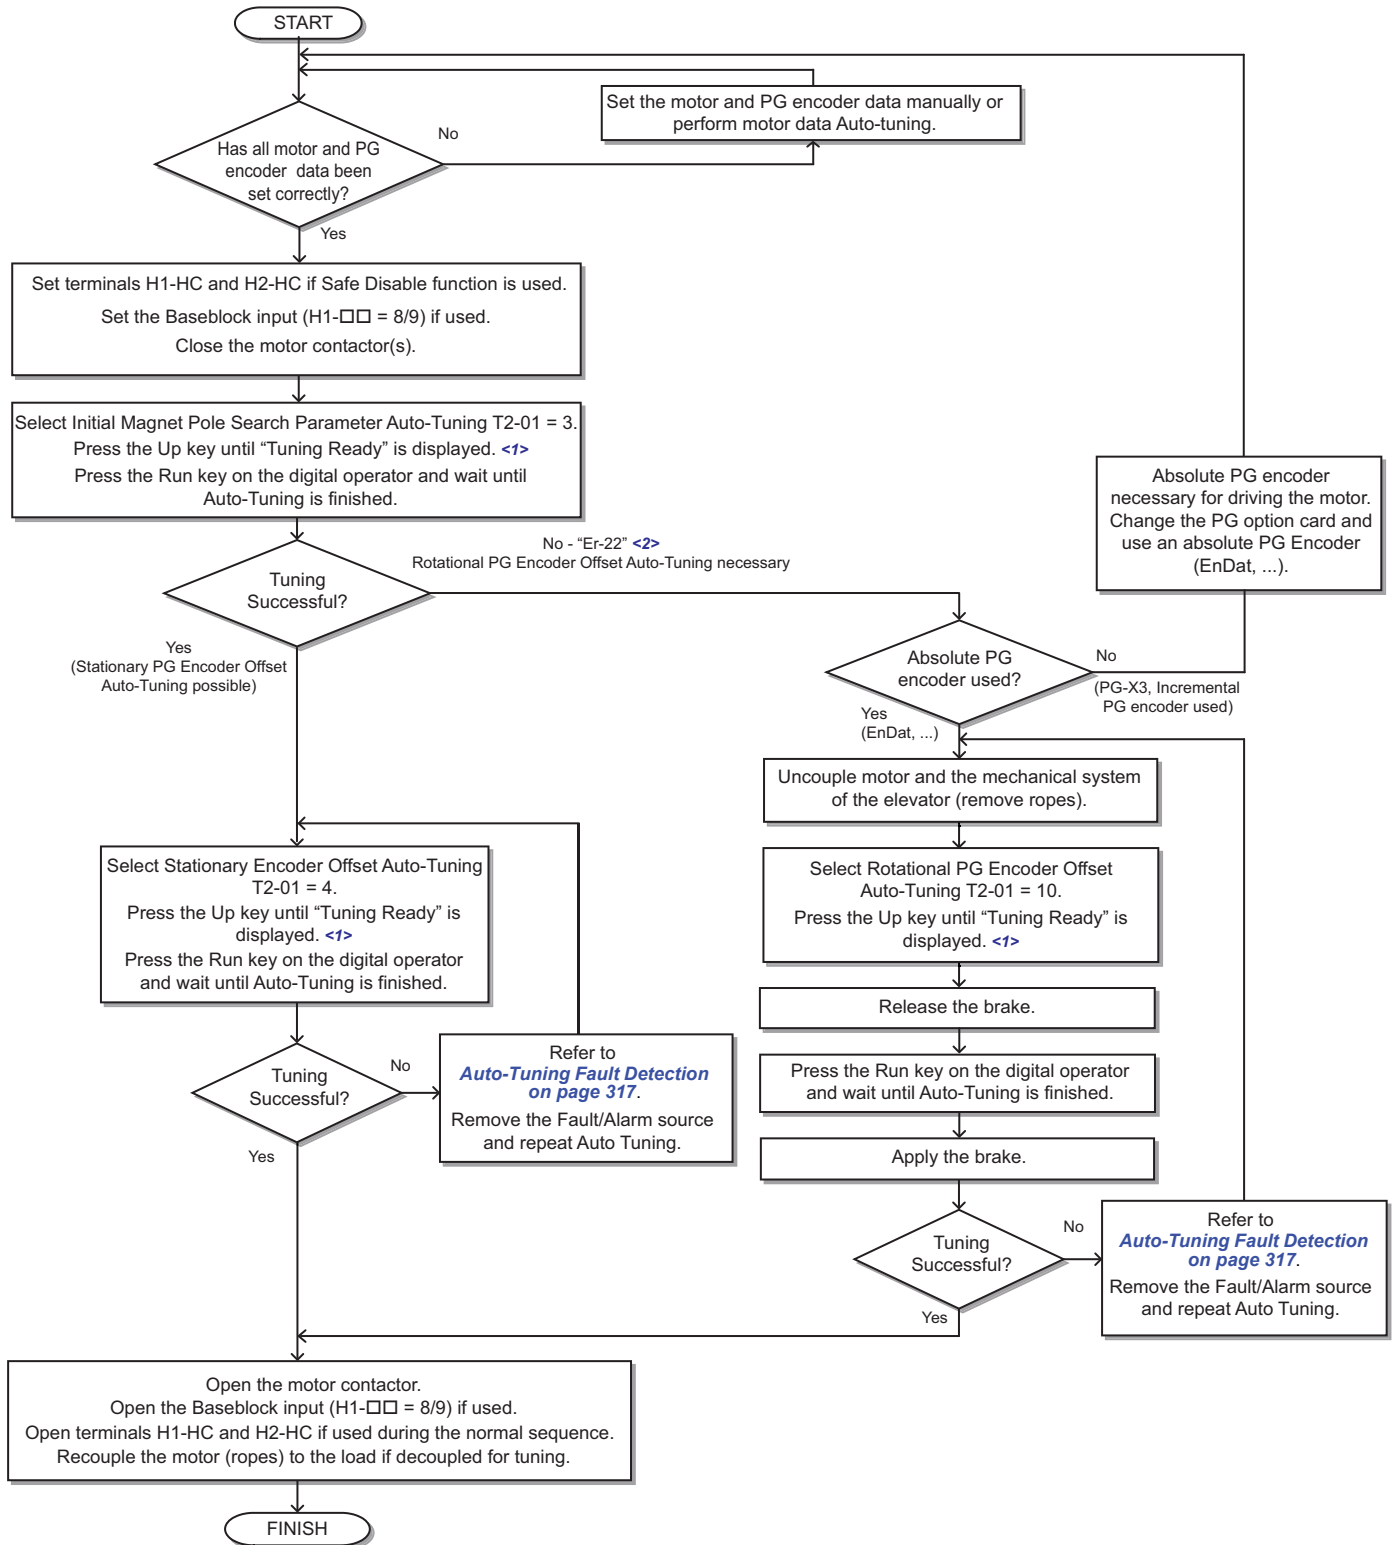 START
Set the motor and PG encoder data manually or
perform motor data Auto-tuning.
No
Has all motor and PG
encoder data been
set correctly?
Yes
Set terminals H1-HC and H2-HC if Safe Disable function is used.
Set the Baseblock input (H1-□□ = 8/9) if used.
Close the motor contactor(s).
Select Initial Magnet Pole Search Parameter Auto-Tuning T2-01 = 3.
Press the Up key until “Tuning Ready” is displayed. <1>
Press the Run key on the digital operator and wait until
Auto-Tuning is finished.
Absolute PG encoder
necessary for driving the motor.
Change the PG option card and
use an absolute PG Encoder
(EnDat, ...).
No - “Er-22” <2>
Rotational PG Encoder Offset Auto-Tuning necessary
Tuning
Successful?
Yes
(Stationary PG Encoder Offset
Auto-Tuning possible)
Absolute PG
encoder used?
No
(PG-X3, Incremental
PG encoder used)
Yes
(EnDat, ...)
Uncouple motor and the mechanical system
of the elevator (remove ropes).
Select Rotational PG Encoder Offset
Auto-Tuning T2-01 = 10.
Press the Up key until “Tuning Ready” is
displayed. <1>
Select Stationary Encoder Offset Auto-Tuning
T2-01 = 4.
Press the Up key until “Tuning Ready” is
displayed. <1>
Press the Run key on the digital operator
and wait until Auto-Tuning is finished.
Release the brake.
Press the Run key on the digital operator
and wait until Auto-Tuning is finished.
Apply the brake.
Tuning
Successful?
No
Yes
Refer to
Auto-Tuning Fault Detection
on page 317.
Remove the Fault/Alarm source
and repeat Auto Tuning.
Tuning
Successful?
No
Yes
Refer to
Auto-Tuning Fault Detection
on page 317.
Remove the Fault/Alarm source
and repeat Auto Tuning.
Open the motor contactor.
Open the Baseblock input (H1-□□ = 8/9) if used.
Open terminals H1-HC and H2-HC if used during the normal sequence.
Recouple the motor (ropes) to the load if decoupled for tuning.
FINISH